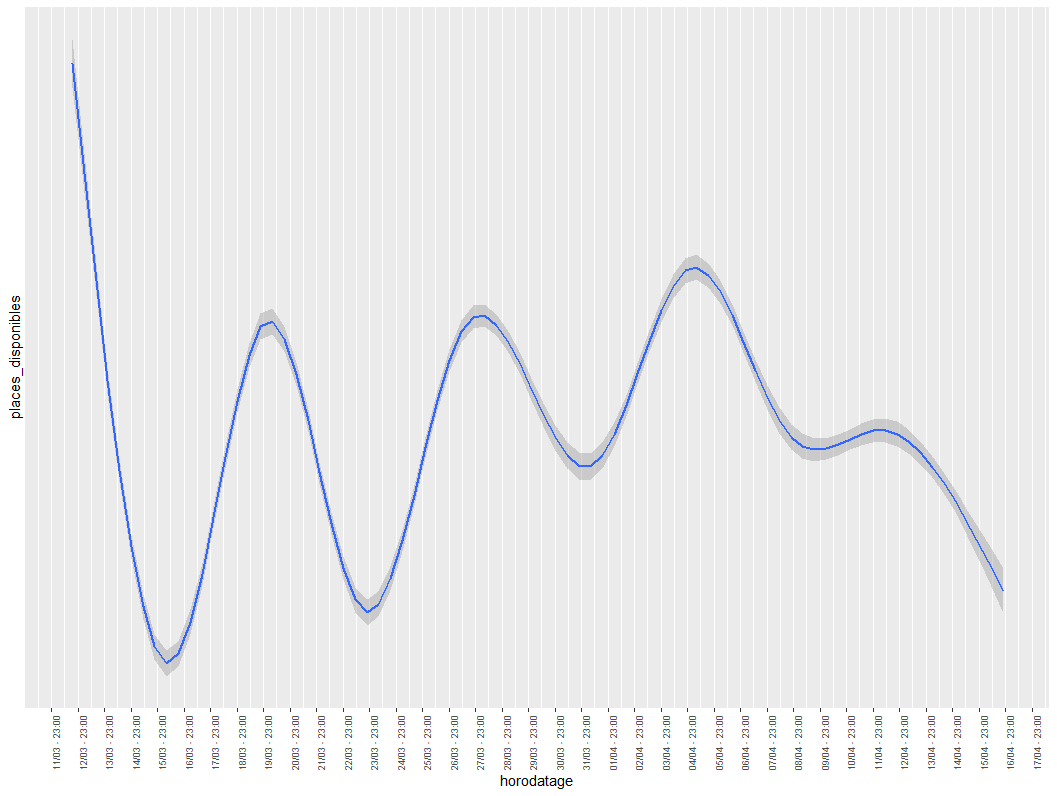 places_disponibles
11/03 - 23:00
12/03 - 23:00
13/03 - 23:00
14/03 - 23:00
15/03 - 23:00
16/03 - 23:00
17/03 - 23:00
18/03 - 23:00
19/03 - 23:00
20/03 - 23:00
21/03 - 23:00
22/03 - 23:00
23/03 - 23:00
24/03 - 23:00
25/03 - 23:00
26/03 - 23:00
27/03 - 23:00
28/03 - 23:00
29/03 - 23:00
30/03 - 23:00
31/03 - 23:00
01/04 - 23:00
02/04 - 23:00
03/04 - 23:00
04/04 - 23:00
05/04 - 23:00
06/04 - 23:00
07/04 - 23:00
08/04 - 23:00
09/04 - 23:00
10/04 - 23:00
11/04 - 23:00
12/04 - 23:00
13/04 - 23:00
14/04 - 23:00
15/04 - 23:00
16/04 - 23:00
17/04 - 23:00
horodatage